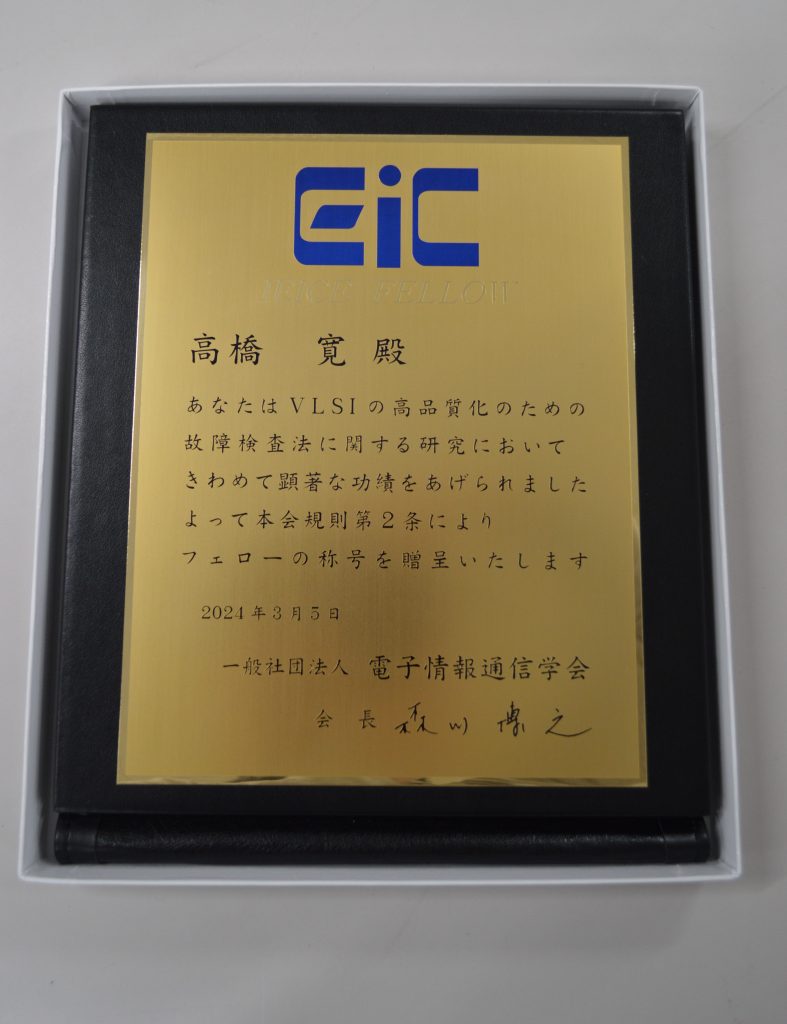 EiC
IEICE FELLOW
高橋 寛 殿
あなたはVLSIの高品質化のための
故障検査法に関する研究において
きわめて顕著な功績をあげられました
よって本会規則第2条により
フェローの称号を贈呈いたします
2024年3月5日
一般社団法人 電子情報通信学会
会長 森川 博之